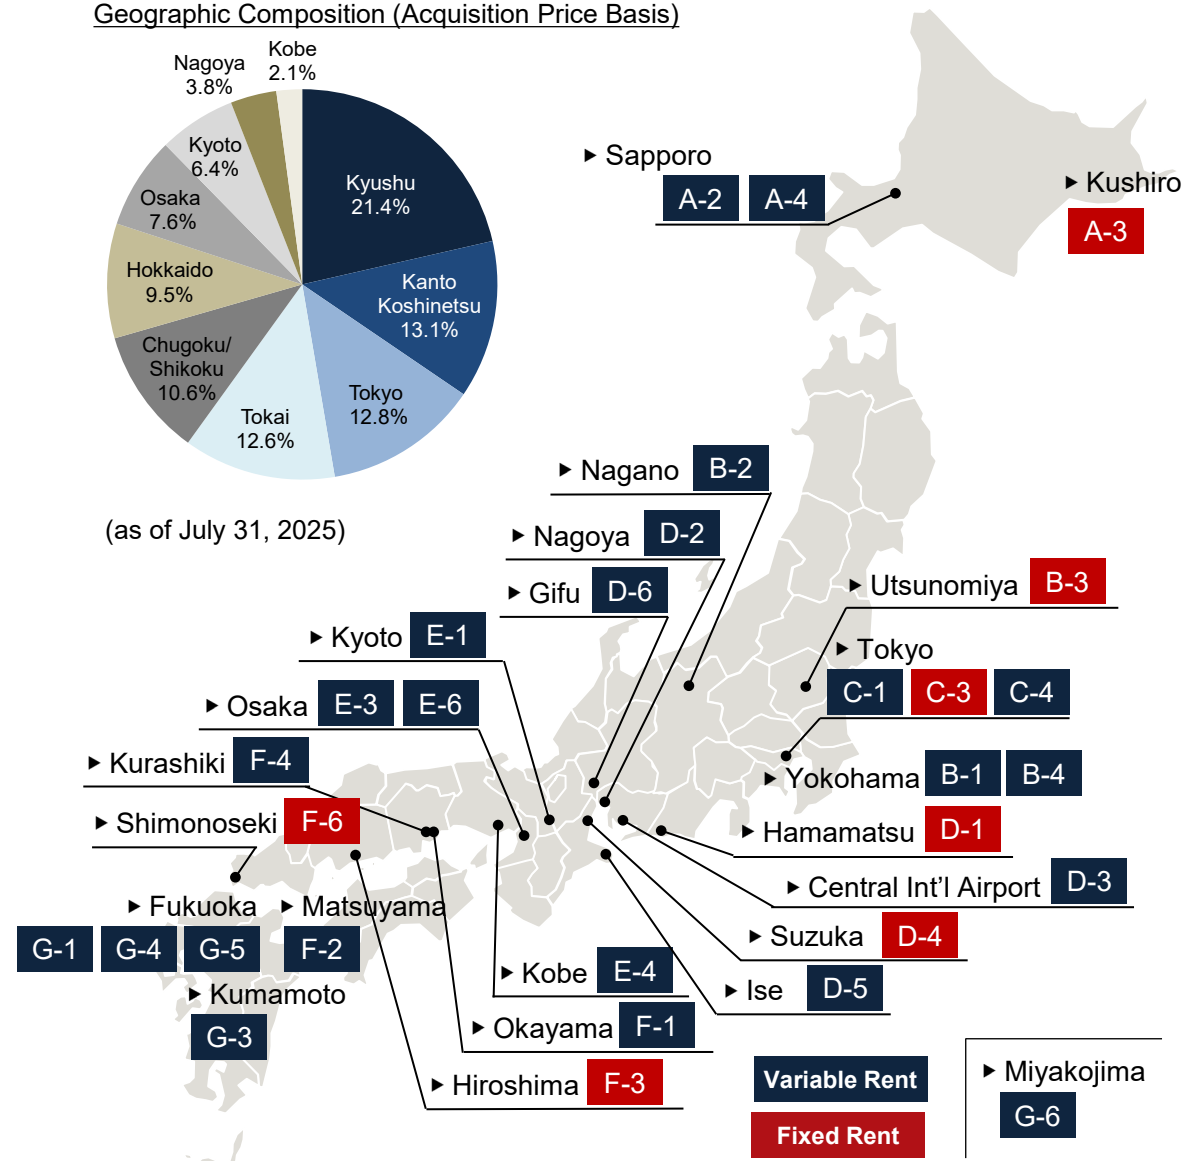 Geographic Composition (Acquisition Price Basis)
Kobe
2.1%
Nagoya
3.8%
Kyoto
6.4%
Osaka
7.6%
Hokkaido
9.5%
Chugoku/
Shikoku
10.6%
Tokai
12.6%
Tokyo
12.8%
Kanto
Koshinetsu
13.1%
Kyushu
21.4%
(as of July 31, 2025)
Sapporo
A-2 A-4
Kushiro
A-3
Nagano B-2
Nagoya D-2
Gifu D-6
Kyoto E-1
Osaka E-3 E-6
Kurashiki F-4
Shimonoseki F-6
Utsunomiya B-3
Tokyo
C-1 C-3 C-4
Yokohama B-1 B-4
Hamamatsu D-1
Central Int’l Airport D-3
Suzuka D-4
Ise D-5
Fukuoka
G-1 G-4 G-5
Matsuyama
F-2
Kumamoto
G-3
Kobe E-4
Okayama F-1
Hiroshima F-3
Variable Rent
Fixed Rent
Miyakojima
G-6